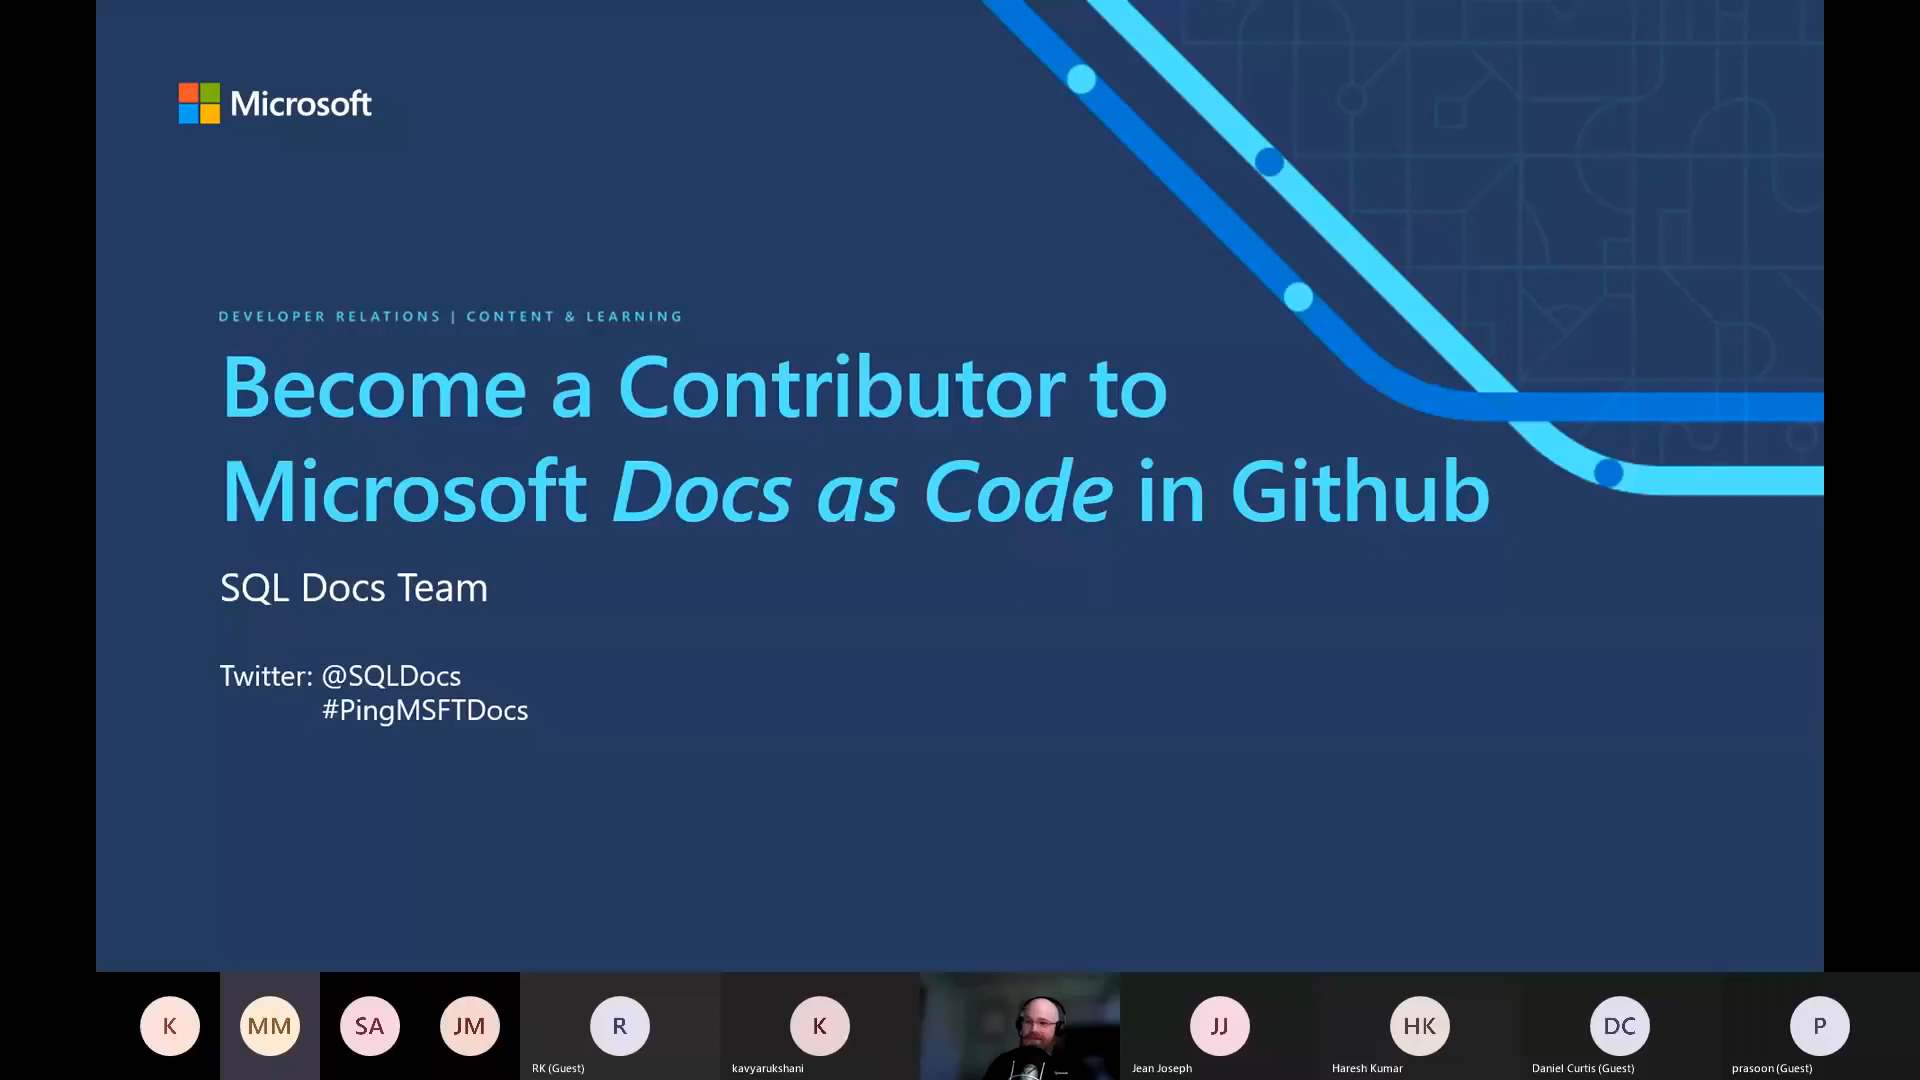 Microsoft
DEVELOPER RELATIONS | CONTENT & LEARNING
Become a Contributor to
Microsoft Docs as Code in Github
SQL Docs Team
Twitter: @SQLDocs
#PingMSFTDocs
K
MM
SA
JM
R
K
JJ
HK
DC
P
RK (Guest)
kavyarukshani
Jean Joseph
Haresh Kumar
Daniel Curtis (Guest)
prasoon (Guest)